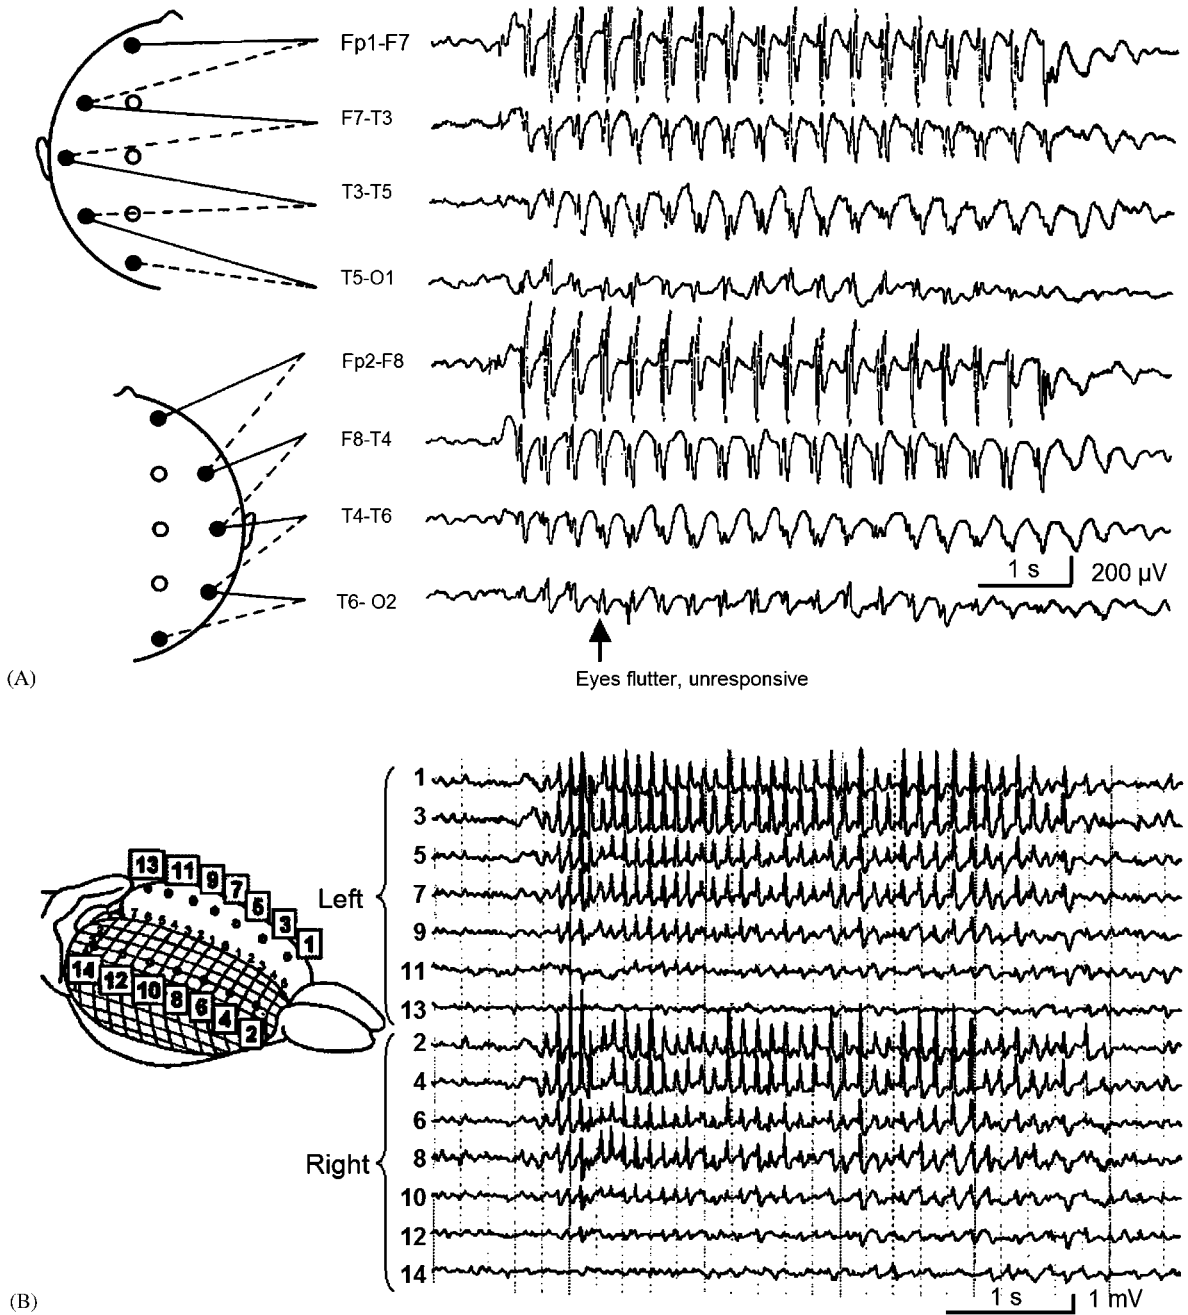 Fp1-F7
F7-T3
T3-T5
T5-O1
Fp2-F8
F8-T4
T4-T6
1 s 200 µV
T6- O2
(A)
Eyes flutter, unresponsive
1
3
5
7
Left
9
11
13
2
4
6
Right
8
10
12
14
13 11 9 7 5 3 1
14 12 10 8 6 4 2
1 s 1 mV
(B)